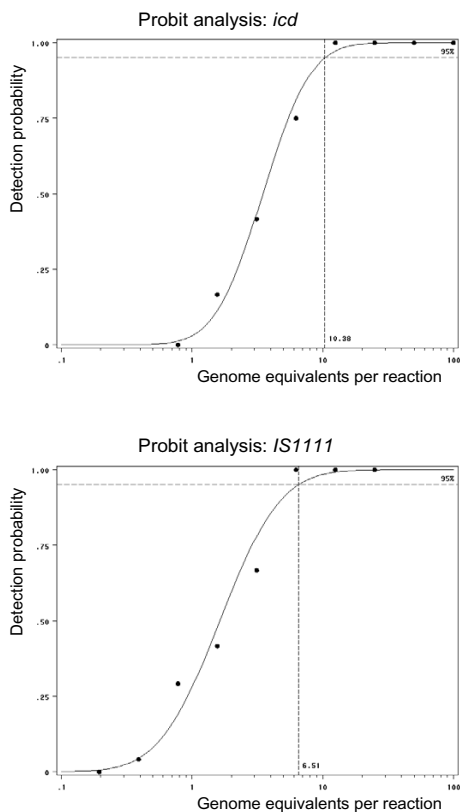 Probit analysis: icd
Detection probability
1.00
.75
.50
.25
0
95%
10.38
.1 1 10 100
Genome equivalents per reaction
Probit analysis: IS1111
Detection probability
1.00
.75
.50
.25
0
95%
6.51
.1 1 10 100
Genome equivalents per reaction